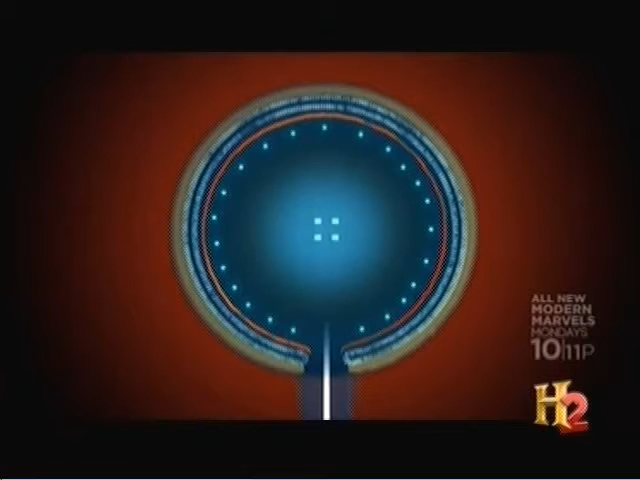 ALL NEW
MODERN
MARVELS
MONDAYS
10|11P
H2